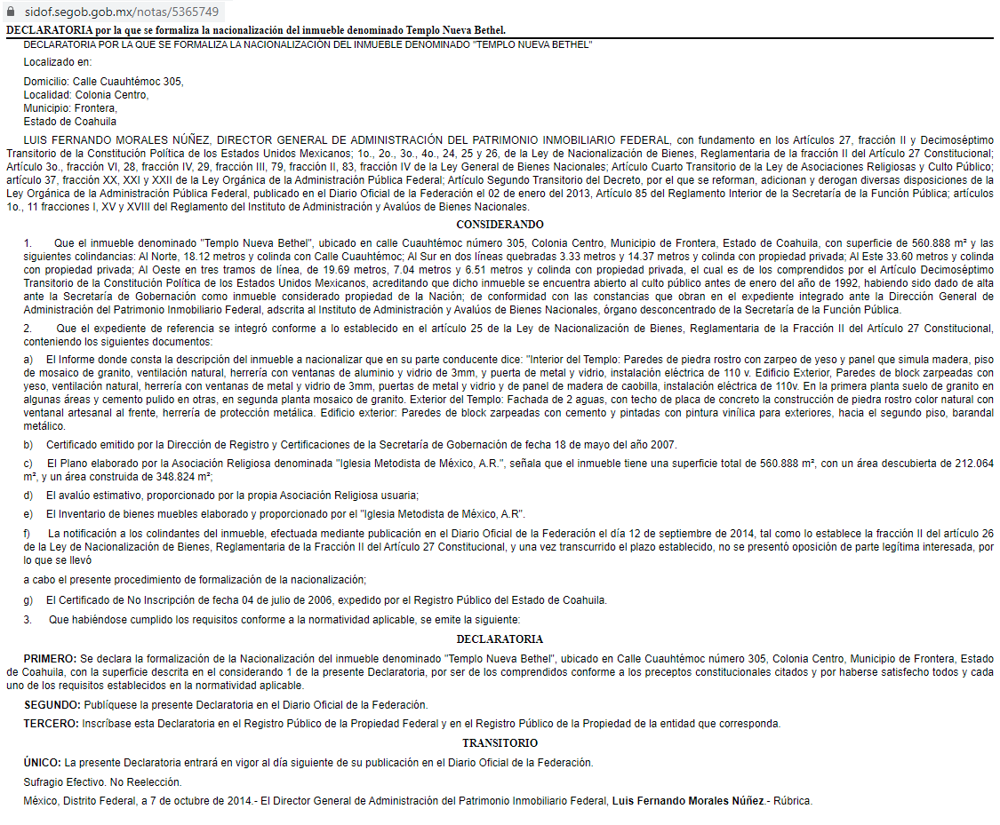 sidof.segob.gob.mx/notas/5365749
DECLARATORIA por la que se formaliza la nacionalización del inmueble denominado Templo Nueva Bethel.
DECLARATORIA POR LA QUE SE FORMALIZA LA NACIONALIZACIÓN DEL INMUEBLE DENOMINADO "TEMPLO NUEVA BETHEL"
Localizado en:
Domicilio: Calle Cuauhtémoc 305,
Localidad: Colonia Centro,
Municipio: Frontera,
Estado de Coahuila
LUIS FERNANDO MORALES NÚÑEZ, DIRECTOR GENERAL DE ADMINISTRACIÓN DEL PATRIMONIO INMOBILIARIO FEDERAL, con fundamento en los Artículos 27, fracción II y Decimoséptimo
Transitorio de la Constitución Política de los Estados Unidos Mexicanos; 1o., 2o., 3o., 4o., 24, 25 y 26, de la Ley de Nacionalización de Bienes, Reglamentaria de la fracción II del Artículo 27 Constitucional;
Artículo 3o., fracción VI, 28, fracción IV, 29, fracción III, 79, fracción II, 83, fracción IV de la Ley General de Bienes Nacionales; Artículo Cuarto Transitorio de la Ley de Asociaciones Religiosas y Culto Público;
artículo 37, fracción XX, XXI y XXII de la Ley Orgánica de la Administración Pública Federal; Artículo Segundo Transitorio del Decreto, por el que se reforman, adicionan y derogan diversas disposiciones de la
Ley Orgánica de la Administración Pública Federal, publicado en el Diario Oficial de la Federación el 02 de enero del 2013, Artículo 85 del Reglamento Interior de la Secretaría de la Función Pública; artículos
1o., 11 fracciones I, XV y XVIII del Reglamento del Instituto de Administración y Avalúos de Bienes Nacionales.
CONSIDERANDO
1. Que el inmueble denominado "Templo Nueva Bethel", ubicado en calle Cuauhtémoc número 305, Colonia Centro, Municipio de Frontera, Estado de Coahuila, con superficie de 560.888 m² y las
siguientes colindancias: Al Norte, 18.12 metros y colinda con Calle Cuauhtémoc; Al Sur en dos líneas quebradas 3.33 metros y 14.37 metros y colinda con propiedad privada; Al Este 33.60 metros y colinda
con propiedad privada; Al Oeste en tres tramos de línea, de 19.69 metros, 7.04 metros y 6.51 metros y colinda con propiedad privada, el cual es de los comprendidos por el Artículo Decimoséptimo
Transitorio de la Constitución Política de los Estados Unidos Mexicanos, acreditando que dicho inmueble se encuentra abierto al culto público antes de enero del año de 1992, habiendo sido dado de alta
ante la Secretaría de Gobernación como inmueble considerado propiedad de la Nación; de conformidad con las constancias que obran en el expediente integrado ante la Dirección General de
Administración del Patrimonio Inmobiliario Federal, adscrita al Instituto de Administración y Avalúos de Bienes Nacionales, órgano desconcentrado de la Secretaría de la Función Pública.
2. Que el expediente de referencia se integró conforme a lo establecido en el artículo 25 de la Ley de Nacionalización de Bienes, Reglamentaria de la Fracción II del Artículo 27 Constitucional,
conteniendo los siguientes documentos:
a) El Informe donde consta la descripción del inmueble a nacionalizar que en su parte conducente dice: "Interior del Templo: Paredes de piedra rostro con zarpeo de yeso y panel que simula madera, piso
de mosaico de granito, ventilación natural, herrería con ventanas de aluminio y vidrio de 3mm, y puerta de metal y vidrio, instalación eléctrica de 110 v. Edificio Exterior, Paredes de block zarpeadas con
yeso, ventilación natural, herrería con ventanas de metal y vidrio de 3mm, puertas de metal y vidrio y de panel de madera de caobilla, instalación eléctrica de 110v. En la primera planta suelo de granito en
algunas áreas y cemento pulido en otras, en segunda planta mosaico de granito. Exterior del Templo: Fachada de 2 aguas, con techo de placa de concreto la construcción de piedra rostro color natural con
ventanal artesanal al frente, herrería de protección metálica. Edificio exterior: Paredes de block zarpeadas con cemento y pintadas con pintura vinílica para exteriores, hacia el segundo piso, barandal
metálico.
b) Certificado emitido por la Dirección de Registro y Certificaciones de la Secretaría de Gobernación de fecha 18 de mayo del año 2007.
c) El Plano elaborado por la Asociación Religiosa denominada "Iglesia Metodista de México, A.R.", señala que el inmueble tiene una superficie total de 560.888 m², con un área descubierta de 212.064
m², y un área construida de 348.824 m²;
d) El avalúo estimativo, proporcionado por la propia Asociación Religiosa usuaria;
e) El Inventario de bienes muebles elaborado y proporcionado por el "Iglesia Metodista de México, A.R".
f) La notificación a los colindantes del inmueble, efectuada mediante publicación en el Diario Oficial de la Federación el día 12 de septiembre de 2014, tal como lo establece la fracción II del artículo 26
de la Ley de Nacionalización de Bienes, Reglamentaria de la Fracción II del Artículo 27 Constitucional, y una vez transcurrido el plazo establecido, no se presentó oposición de parte legítima interesada, por
lo que se llevó
a cabo el presente procedimiento de formalización de la nacionalización;
g) El Certificado de No Inscripción de fecha 04 de julio de 2006, expedido por el Registro Público del Estado de Coahuila.
3. Que habiéndose cumplido los requisitos conforme a la normatividad aplicable, se emite la siguiente:
DECLARATORIA
PRIMERO: Se declara la formalización de la Nacionalización del inmueble denominado "Templo Nueva Bethel", ubicado en Calle Cuauhtémoc número 305, Colonia Centro, Municipio de Frontera, Estado
de Coahuila, con la superficie descrita en el considerando 1 de la presente Declaratoria, por ser de los comprendidos conforme a los preceptos constitucionales citados y por haberse satisfecho todos y cada
uno de los requisitos establecidos en la normatividad aplicable.
SEGUNDO: Publíquese la presente Declaratoria en el Diario Oficial de la Federación.
TERCERO: Inscríbase esta Declaratoria en el Registro Público de la Propiedad Federal y en el Registro Público de la Propiedad de la entidad que corresponda.
TRANSITORIO
ÚNICO: La presente Declaratoria entrará en vigor al día siguiente de su publicación en el Diario Oficial de la Federación.
Sufragio Efectivo. No Reelección.
México, Distrito Federal, a 7 de octubre de 2014.- El Director General de Administración del Patrimonio Inmobiliario Federal, Luis Fernando Morales Núñez.- Rúbrica.